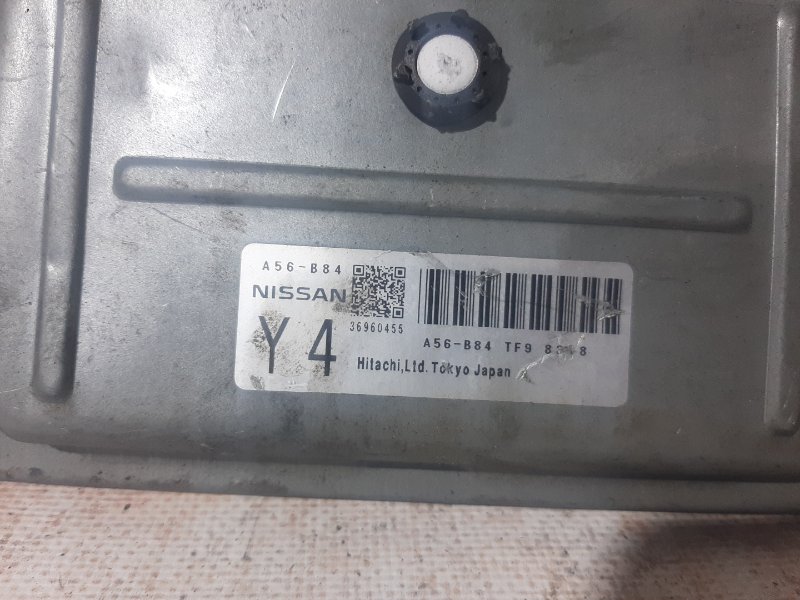 A56-B84
NISSAN
36960455
Y4
A56-B84 TF9
Hitachi,Ltd. Tokyo Japan